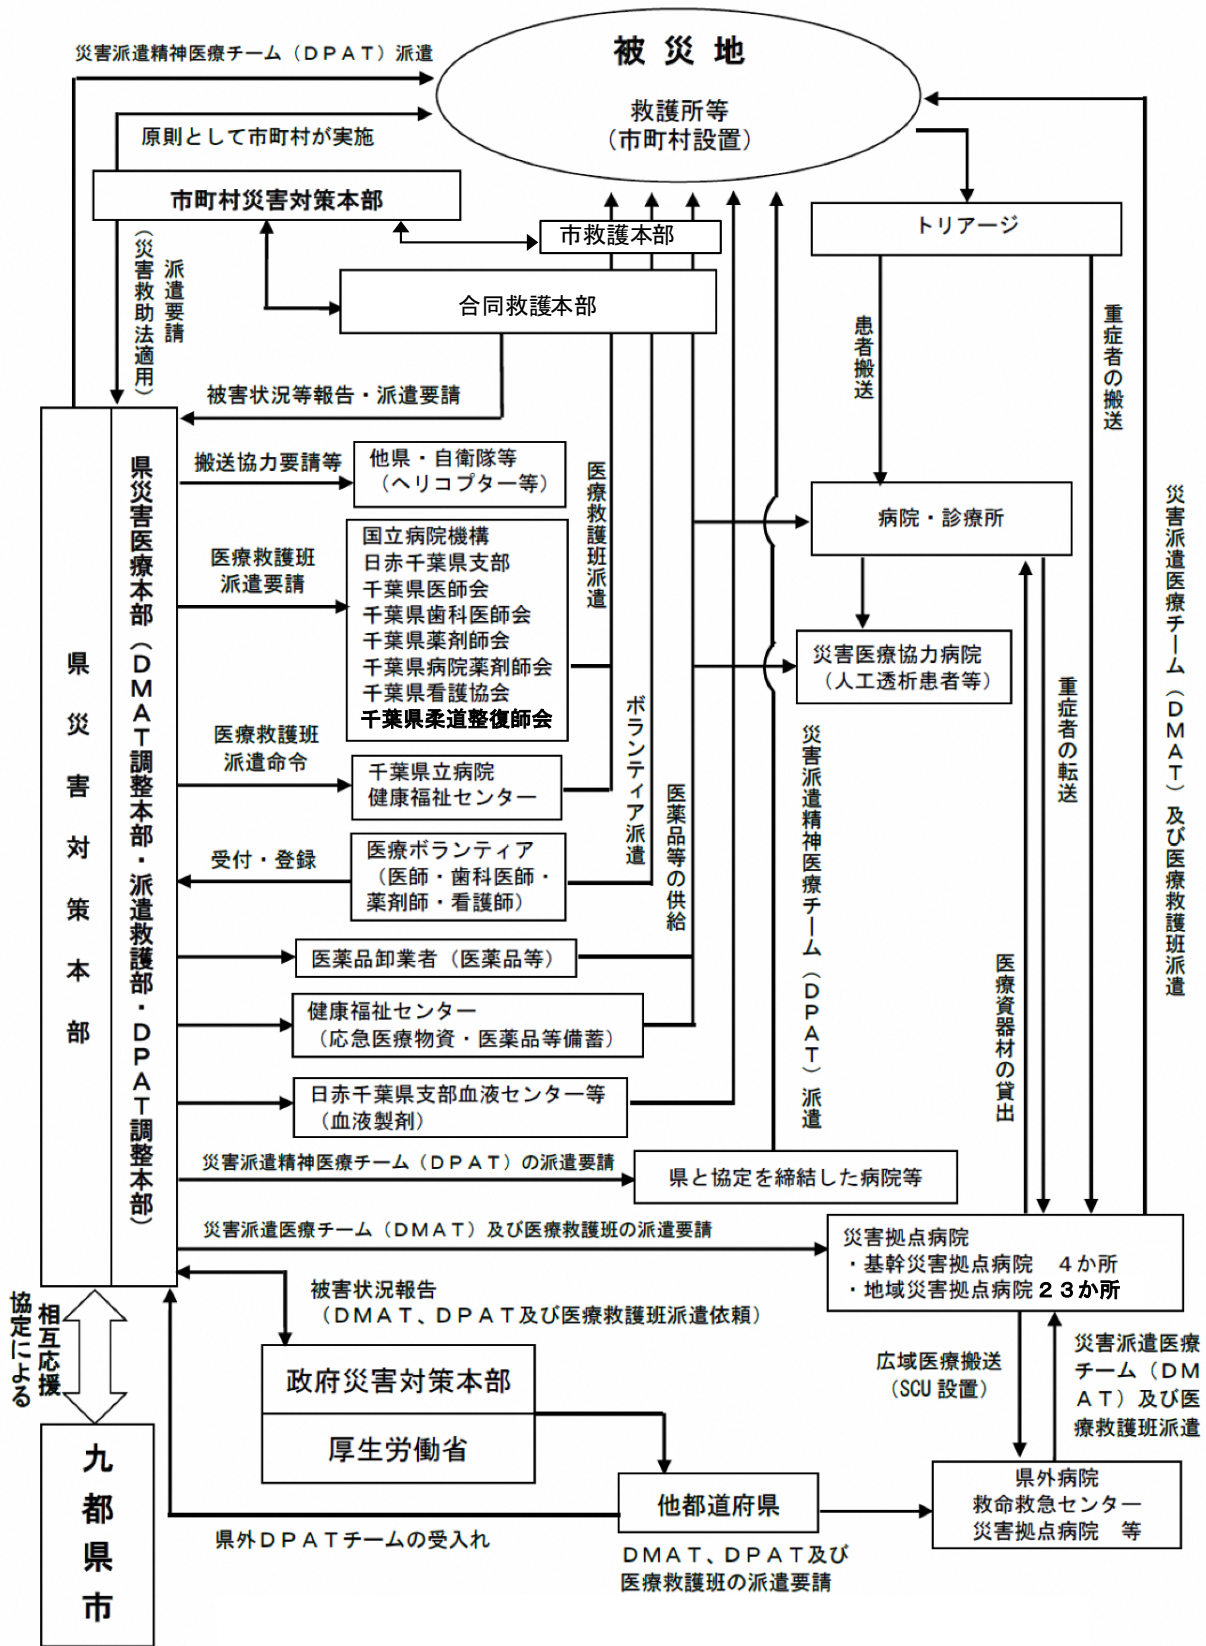 災害派遣精神医療チーム（ＤＰＡＴ）派遣
被災地
救護所等
（市町村設置）
原則として市町村が実施
市町村災害対策本部
市救護本部
トリアージ
合同救護本部
派遣要請
（災害救助法適用）
患者搬送
重症者の搬送
被害状況等報告・派遣要請
搬送協力要請等
他県・自衛隊等
（ヘリコプター等）
医療救護班派遣
病院・診療所
災害派遣医療チーム（ＤＭＡＴ）及び医療救護班派遣
県災害対策本部
県災害医療本部（ＤＭＡＴ調整本部・派遣救護部・ＤＰＡＴ調整本部）
医療救護班
派遣要請
国立病院機構
日赤千葉県支部
千葉県医師会
千葉県歯科医師会
千葉県薬剤師会
千葉県病院薬剤師会
千葉県看護協会
千葉県柔道整復師会
災害医療協力病院
（人工透析患者等）
ボランティア派遣
重症者の転送
医療救護班
派遣命令
千葉県立病院
健康福祉センター
医薬品等の供給
災害派遣精神医療チーム（ＤＰＡＴ）派遣
受付・登録
医療ボランティア
（医師・歯科医師・
薬剤師・看護師）
医薬品卸業者（医薬品等）
医療資器材の貸出
健康福祉センター
（応急医療物資・医薬品等備蓄）
日赤千葉県支部血液センター等
（血液製剤）
災害派遣精神医療チーム（ＤＰＡＴ）の派遣要請
県と協定を締結した病院等
災害派遣医療チーム（ＤＭＡＴ）及び医療救護班の派遣要請
災害拠点病院
・基幹災害拠点病院　４か所
・地域災害拠点病院２３か所
被害状況報告
（ＤＭＡＴ、ＤＰＡＴ及び医療救護班派遣依頼）
相互応援
協定による
政府災害対策本部
厚生労働省
広域医療搬送
（SCU 設置）
災害派遣医療
チーム（ＤＭ
ＡＴ）及び医
療救護班派遣
九都県市
他都道府県
県外病院
救命救急センター
災害拠点病院　等
県外ＤＰＡＴチームの受入れ
ＤＭＡＴ、ＤＰＡＴ及び
医療救護班の派遣要請